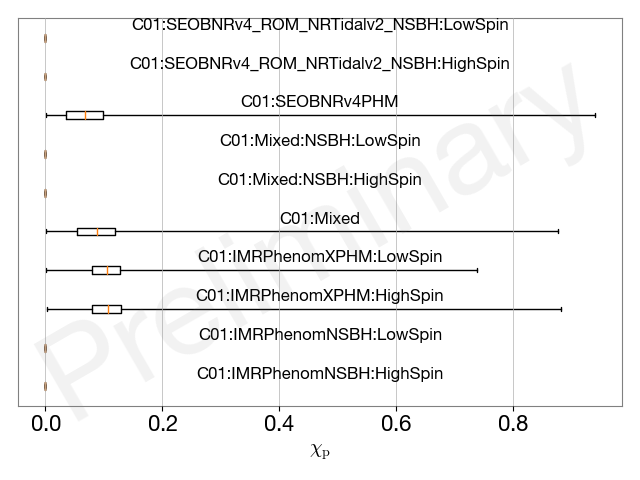 C01:SEOBNRv4_ROM_NRTidalv2_NSBH:LowSpin
C01:SEOBNRv4_ROM_NRTidalv2_NSBH:HighSpin
C01:SEOBNRv4PHM
C01:Mixed:NSBH:LowSpin
C01:Mixed:NSBH:HighSpin
C01:Mixed
C01:IMRPhenomXPHM:LowSpin
C01:IMRPhenomXPHM:HighSpin
C01:IMRPhenomNSBH:LowSpin
C01:IMRPhenomNSBH:HighSpin
Preliminary
0.0 0.2 0.4 0.6 0.8
χp